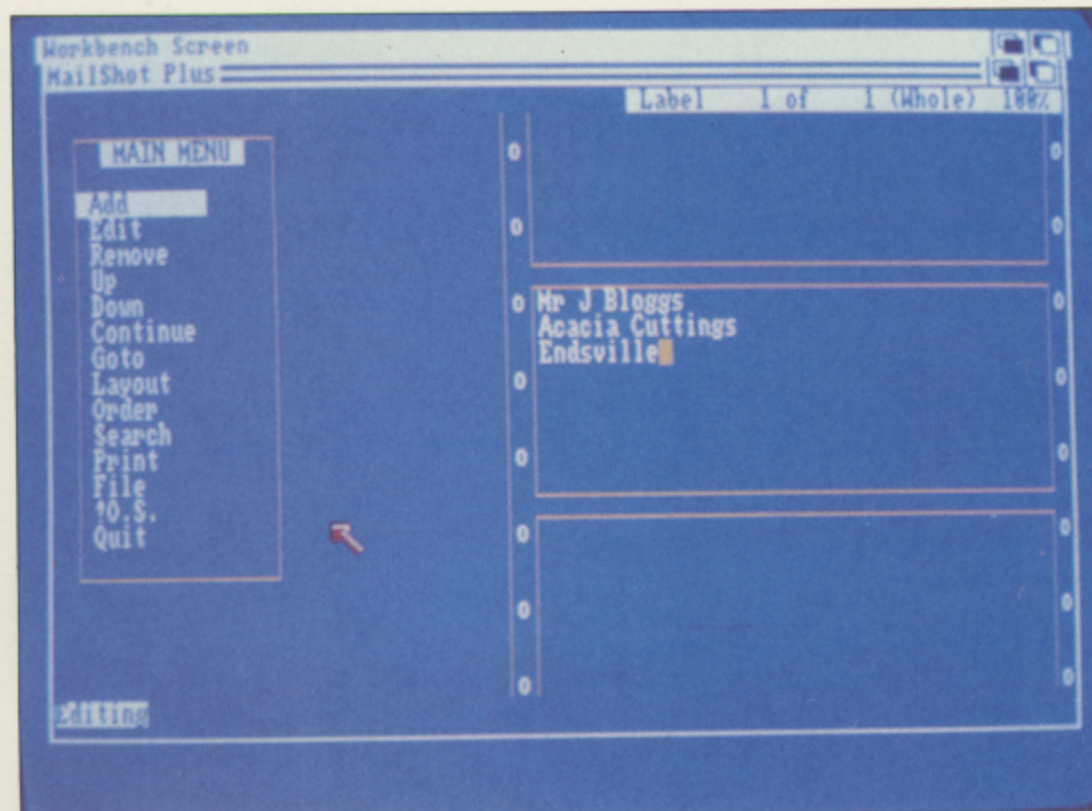 Workbench Screen
MailShot Plus
Label 1 of 1 (Whole) 100%
MAIN MENU
Add
Edit
Remove
Up
Down
Continue
Goto
Layout
Order
Search
Print
File
↑O.S.
Quit
Mr J Bloggs
Acacia Cuttings
Endsville
Editing